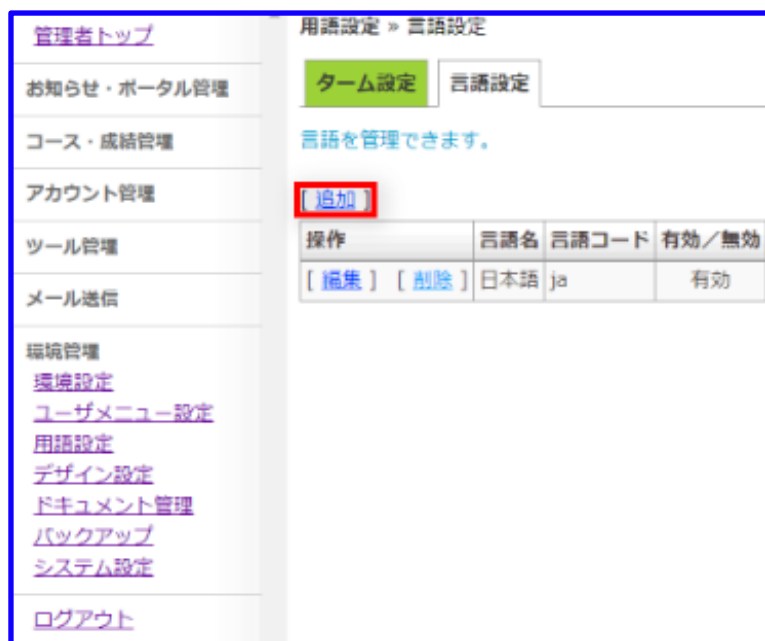 管理者トップ
お知らせ・ポータル管理
コース・成績管理
アカウント管理
ツール管理
メール送信
環境管理
環境設定
ユーザメニュー設定
用語設定
デザイン設定
ドキュメント管理
バックアップ
システム設定
ログアウト
用語設定 » 言語設定
ターム設定 言語設定
言語を管理できます。
[ 追加 ]
操作 言語名 言語コード 有効／無効
[ 編集 ] [ 削除 ] 日本語 ja 有効